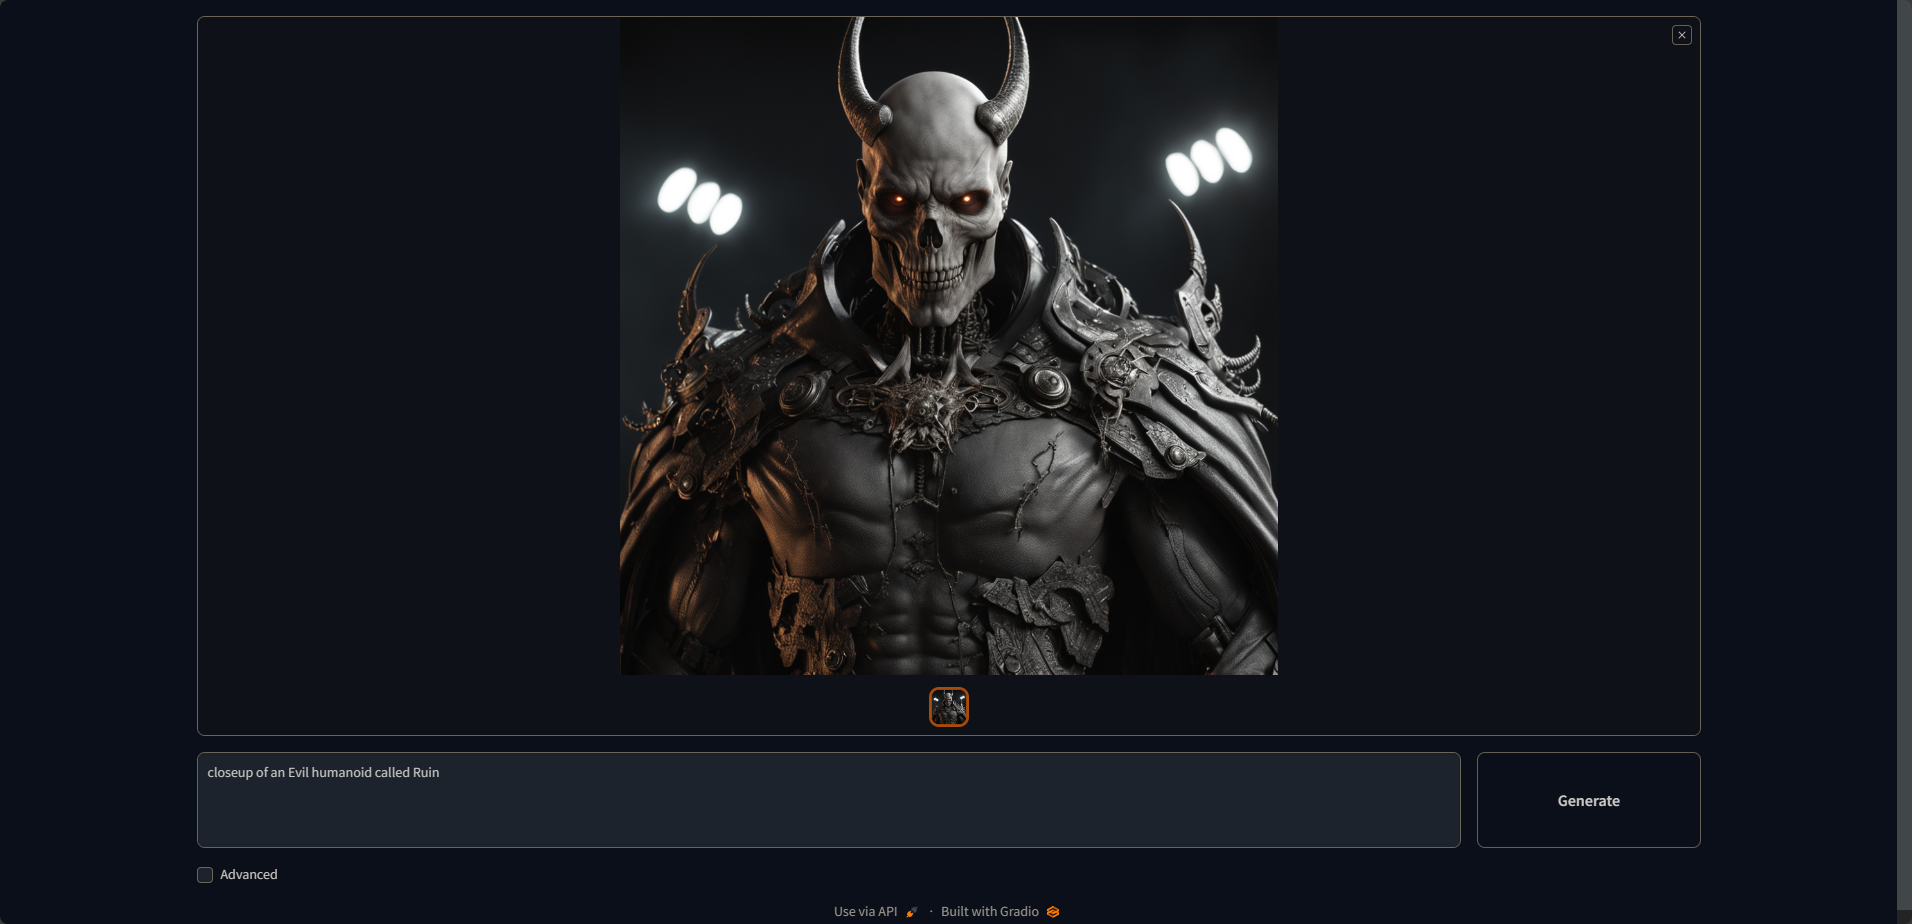 closeup of an Evil humanoid called Ruin
Generate
Advanced
Use via API · Built with Gradio